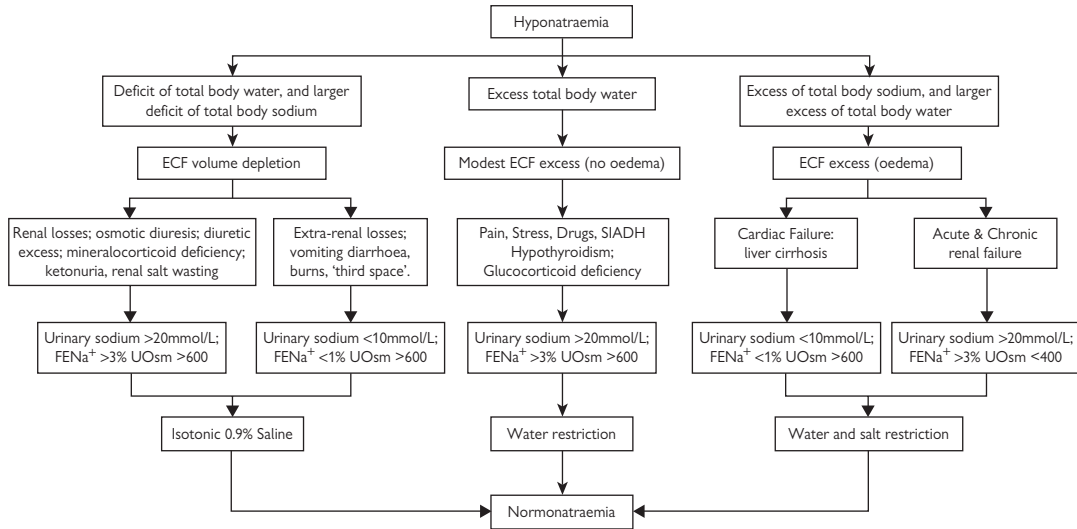 Hyponatraemia
Deficit of total body water, and larger
deficit of total body sodium
Excess total body water
Excess of total body sodium, and larger
excess of total body water
ECF volume depletion
Modest ECF excess (no oedema)
ECF excess (oedema)
Renal losses; osmotic diuresis; diuretic
excess; mineralocorticoid deficiency;
ketonuria, renal salt wasting
Extra-renal losses;
vomiting diarrhoea,
burns, ‘third space’.
Pain, Stress, Drugs, SIADH
Hypothyroidism;
Glucocorticoid deficiency
Cardiac Failure:
liver cirrhosis
Acute & Chronic
renal failure
Urinary sodium >20mmol/L;
FENa⁺ >3% UOsm >600
Urinary sodium <10mmol/L;
FENa⁺ <1% UOsm >600
Urinary sodium >20mmol/L;
FENa⁺ >3% UOsm >600
Urinary sodium <10mmol/L;
FENa⁺ <1% UOsm >600
Urinary sodium >20mmol/L;
FENa⁺ >3% UOsm <400
Isotonic 0.9% Saline
Water restriction
Water and salt restriction
Normonatraemia